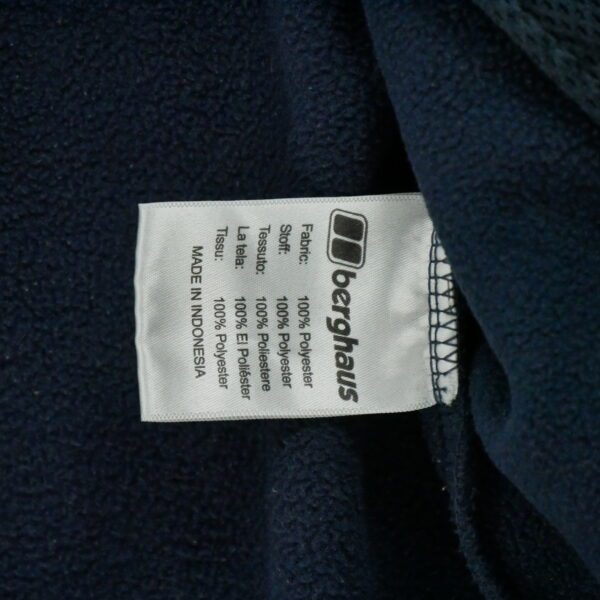 berghaus
Fabric: 100% Polyester
Stoff: 100% Polyester
Tessuto: 100% Poliestere
La tela: 100% El Poliéster
Tissu: 100% Polyester
MADE IN INDONESIA